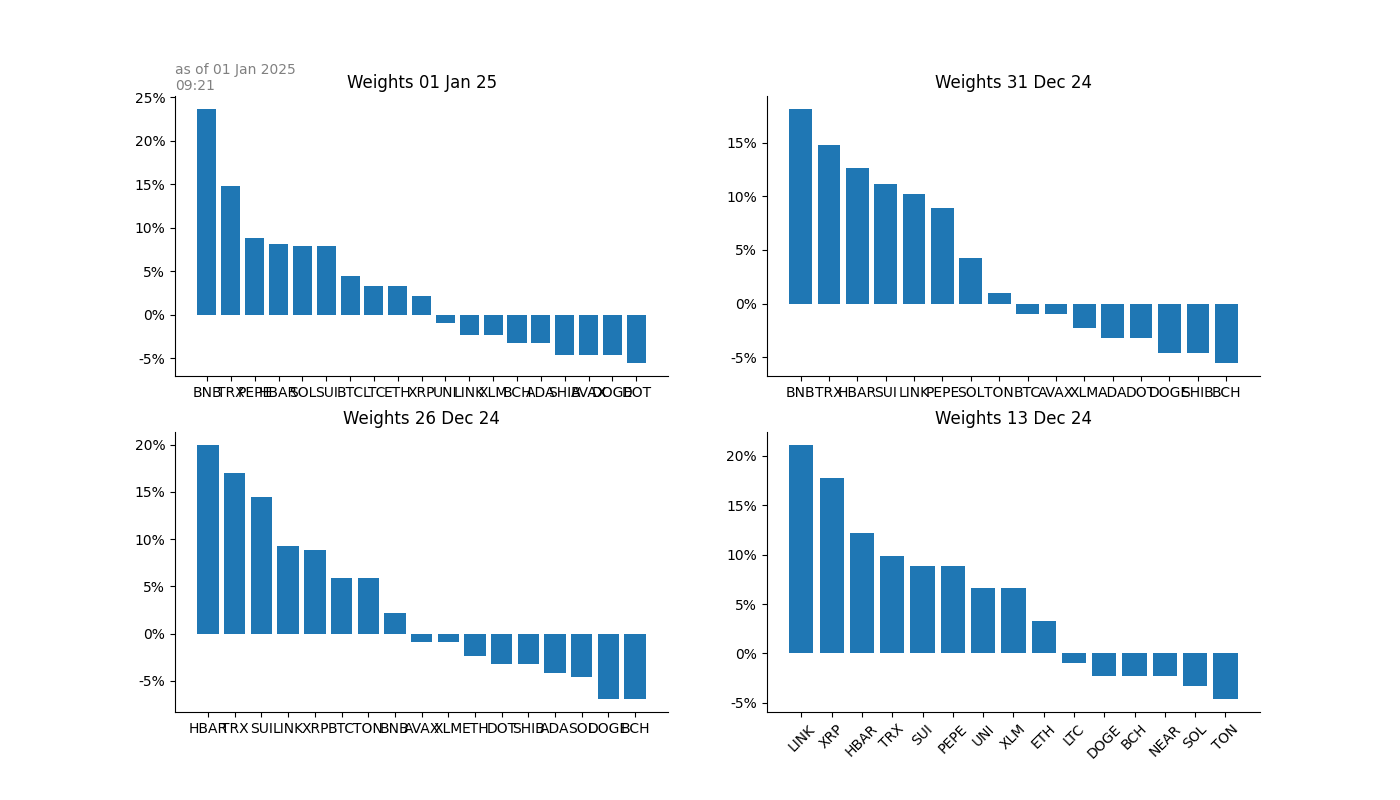 as of 01 Jan 2025
09:21
Weights 01 Jan 25
25%
20%
15%
10%
5%
0%
-5%
BNB TRX PEPE HBAR SOL SUI BTC LTC ETH XRP UNI LINK XLM BCH ADA SHIB AVAX DOGE DOT
Weights 31 Dec 24
15%
10%
5%
0%
-5%
BNB TRX HBAR SUI LINK PEPE SOL TON BTC AVAX XLM ADA DOT DOGE SHIB BCH
Weights 26 Dec 24
20%
15%
10%
5%
0%
-5%
HBAR TRX SUI LINK XRP BTC TON BNB AVAX XLM ETH DOT SHIB ADA SOL DOGE BCH
Weights 13 Dec 24
20%
15%
10%
5%
0%
-5%
LINK XRP HBAR TRX SUI PEPE UNI XLM ETH LTC DOGE BCH NEAR SOL TON